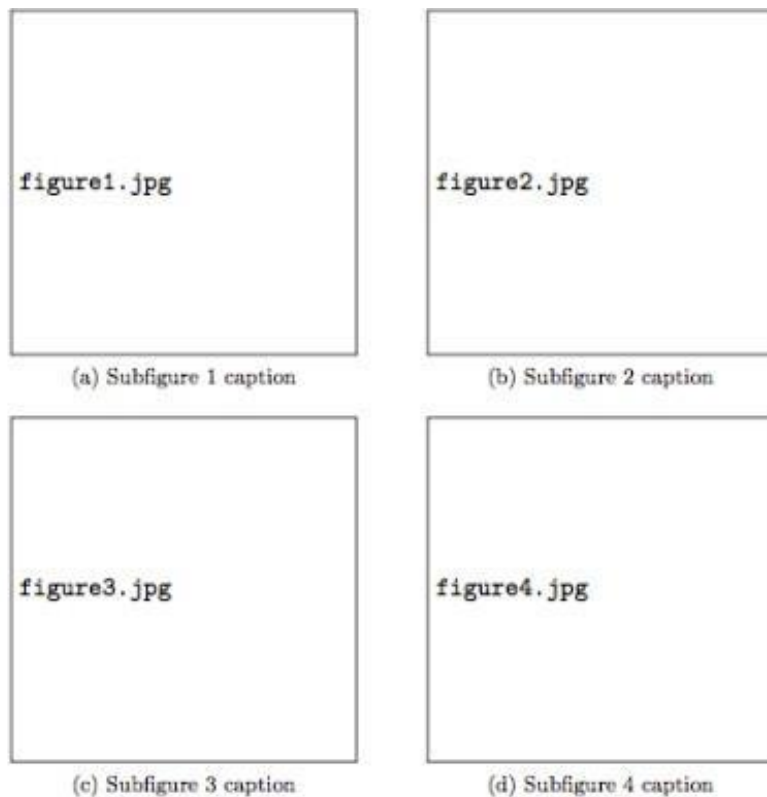 figure1.jpg
figure2.jpg
(a) Subfigure 1 caption
(b) Subfigure 2 caption
figure3.jpg
figure4.jpg
(c) Subfigure 3 caption
(d) Subfigure 4 caption